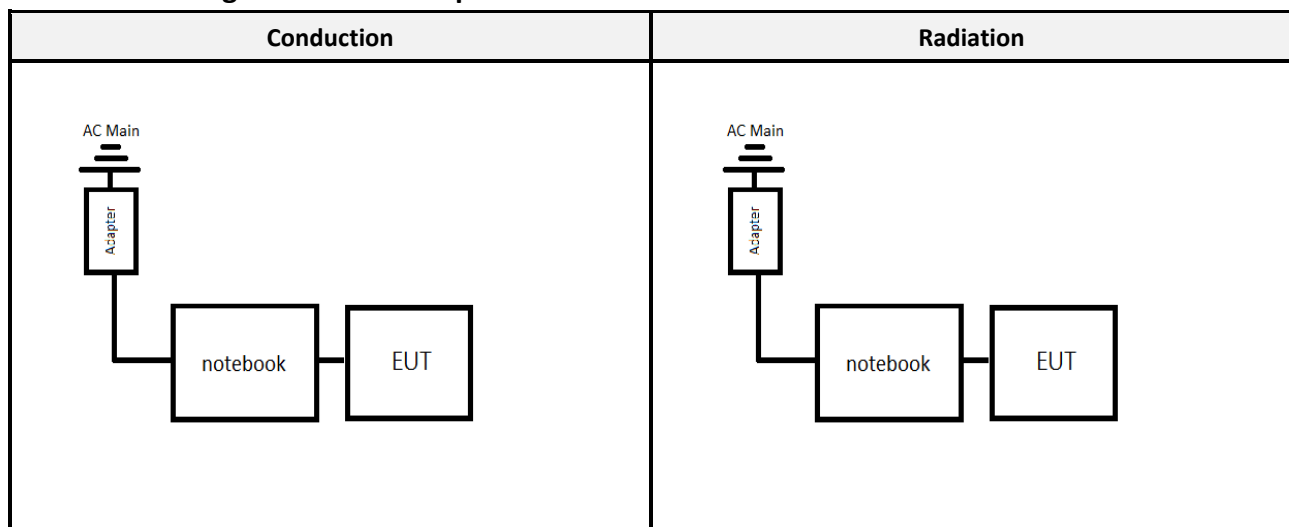 Conduction
Radiation
AC Main
Adapter
notebook
EUT
AC Main
Adapter
notebook
EUT